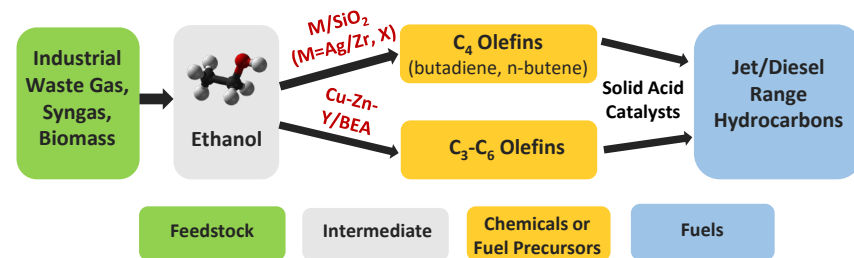 Industrial
Waste Gas,
Syngas,
Biomass
Ethanol
M/SiO₂
(M=Ag/Zr, X)
Cu-Zn-
Y/BEA
C₄ Olefins
(butadiene, n-butene)
C₃-C₆ Olefins
Solid Acid
Catalysts
Jet/Diesel
Range
Hydrocarbons
Feedstock
Intermediate
Chemicals or
Fuel Precursors
Fuels